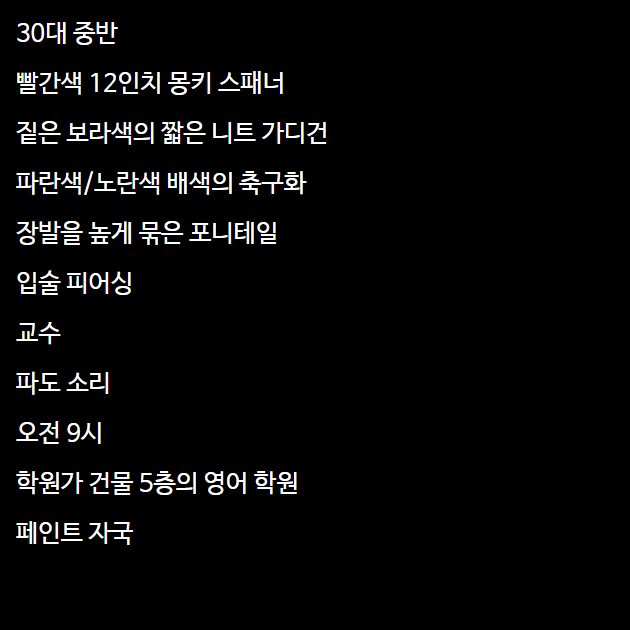 30대 중반
빨간색 12인치 몽키 스패너
짙은 보라색의 짧은 니트 가디건
파란색/노란색 배색의 축구화
장발을 높게 묶은 포니테일
입술 피어싱
교수
파도 소리
오전 9시
학원가 건물 5층의 영어 학원
페인트 자국